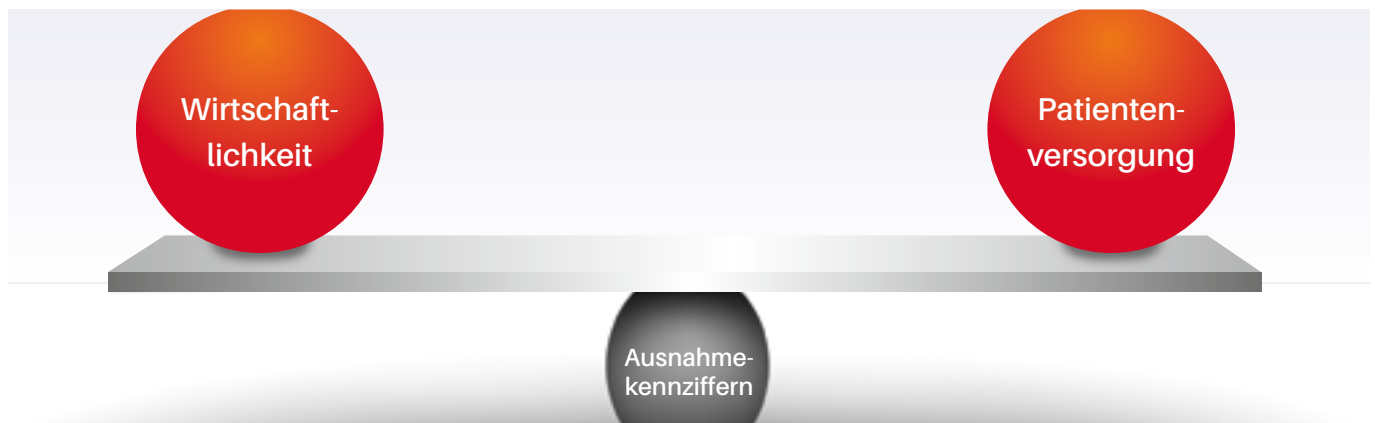 Wirtschaft-
lichkeit
Patienten-
versorgung
Ausnahme-
kennziffern